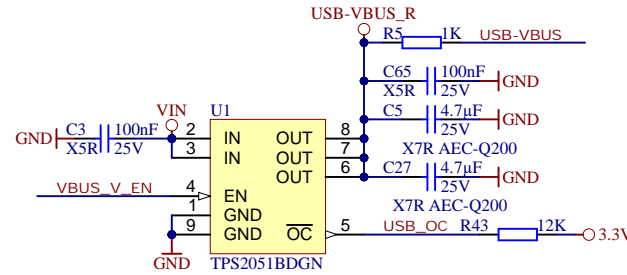 USB-VBUS_R
R5 1K USB-VBUS
C65 100nF GND
X5R 25V
C5 4.7µF GND
25V
X7R AEC-Q200
C27 4.7µF GND
25V
X7R AEC-Q200
VIN
U1
GND C3 100nF
X5R 25V
2 IN OUT 8
3 IN OUT 7
OUT 6
VBUS_V_EN 4 EN
1 GND
9 GND OC 5 USB_OC R43 12K 3.3V
GND
TPS2051BDGN